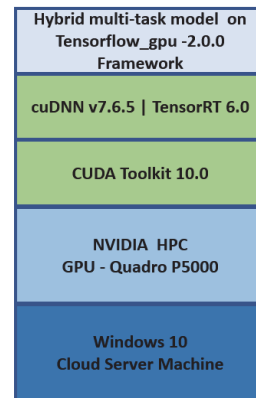 Hybrid multi-task model on
Tensorflow_gpu -2.0.0
Framework
cuDNN v7.6.5 | TensorRT 6.0
CUDA Toolkit 10.0
NVIDIA HPC
GPU - Quadro P5000
Windows 10
Cloud Server Machine